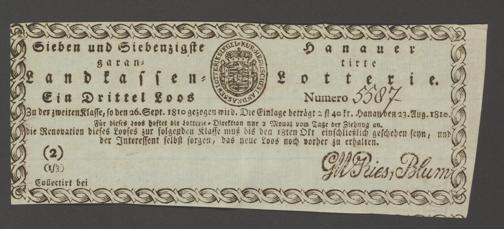 Sieben und Siebenzigste Hanauer
garan- tirte
Landkassen- Lotterie.
Ein Drittel Loos Numero 5587
Zu der zweiten Klasse, so den 26. Sept. 1810 gezogen wird. Die Einlage beträgt 2 fl 40 kr. Hanau den 23. Aug. 1810.
Für dieses Loos haftet die Lotterie-Direktion nur 2 Monat vom Tage der Ziehung an.
die Renovation dieses Looses zur folgenden Klasse mus bis den 18ten Okt einschließlich geschehen seyn, und
der Interessent selbst sorgen, das neue Loos noch vorher zu erhalten.
(2)
(1/3)
Collectirt bei
Fries, Blum